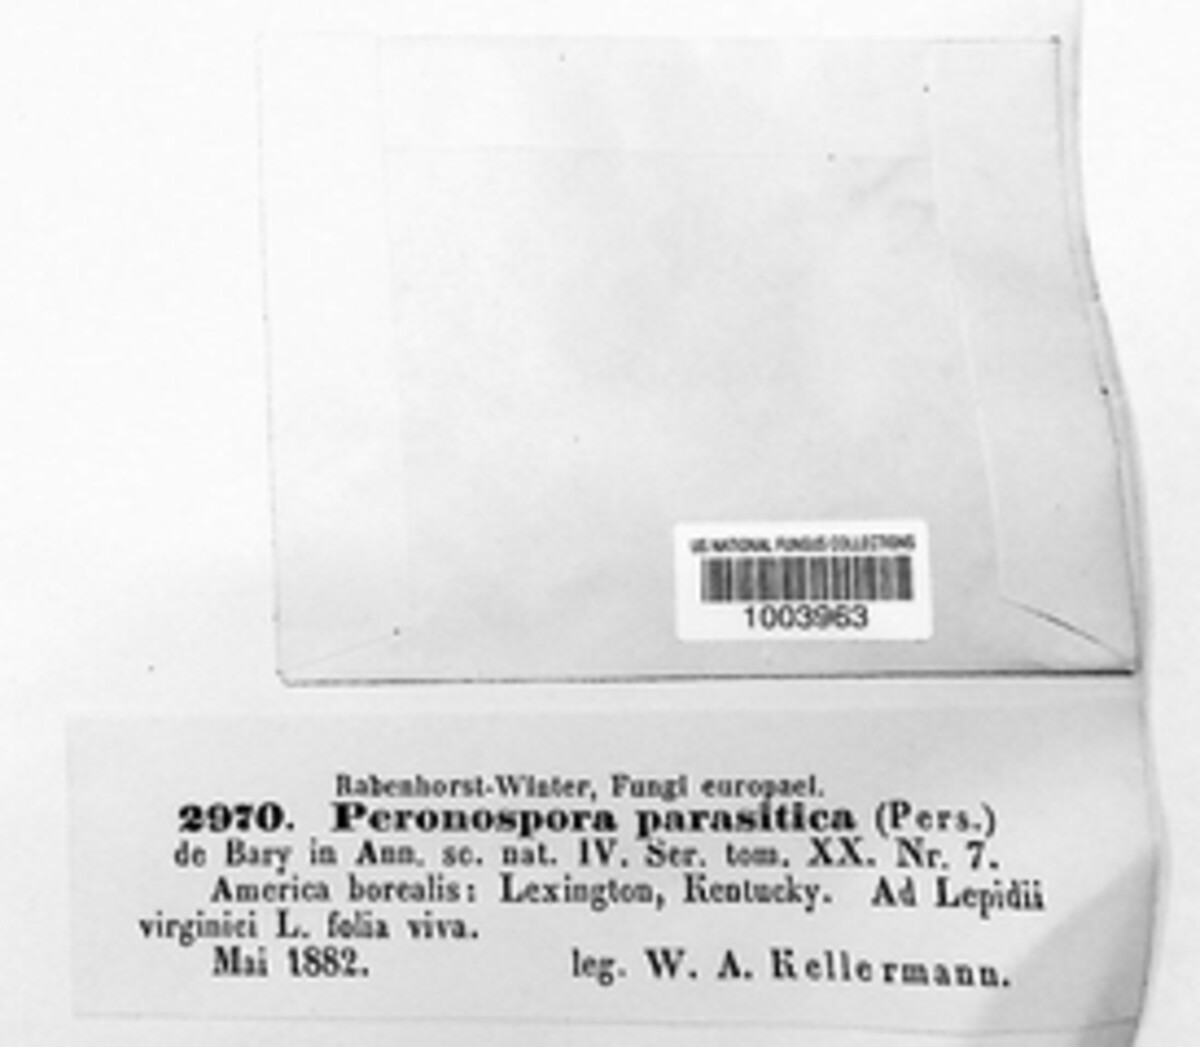 US NATIONAL FUNGUS COLLECTIONS
1003963
Rabenhorst-Winter, Fungi europaei.
2970. Peronospora parasitica (Pers.)
de Bary in Ann. sc. nat. IV. Ser. tom. XX. Nr. 7.
America borealis: Lexington, Kentucky. Ad Lepidii
virginici L. folia viva.
Mai 1882. leg. W. A. Kellermann.